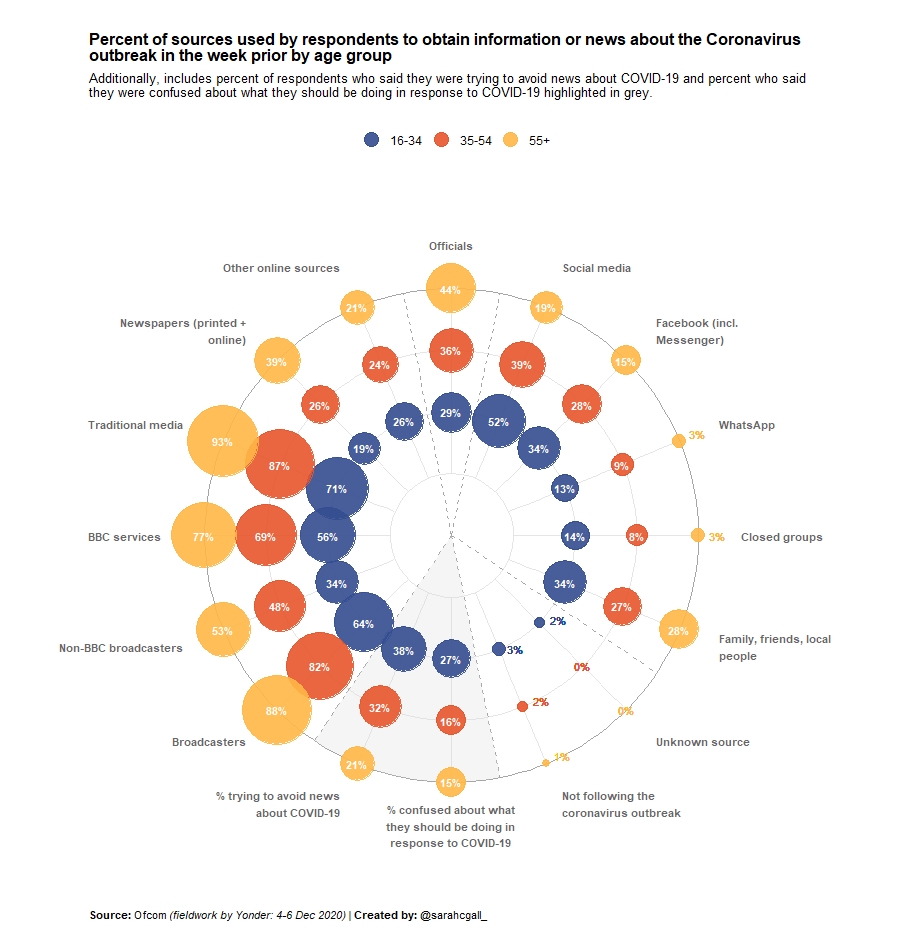 Percent of sources used by respondents to obtain information or news about the Coronavirus
outbreak in the week prior by age group
Additionally, includes percent of respondents who said they were trying to avoid news about COVID-19 and percent who said
they were confused about what they should be doing in response to COVID-19 highlighted in grey.
16-34 35-54 55+
Officials
44%
36%
29%
Social media
19%
39%
52%
Facebook (incl.
Messenger)
15%
28%
34%
WhatsApp
3%
9%
13%
Closed groups
3%
8%
14%
Family, friends, local
people
28%
27%
34%
Unknown source
0%
0%
2%
Not following the
coronavirus outbreak
1%
2%
3%
% confused about what
they should be doing in
response to COVID-19
15%
16%
27%
% trying to avoid news
about COVID-19
21%
32%
38%
Broadcasters
88%
82%
64%
Non-BBC broadcasters
53%
48%
34%
BBC services
77%
69%
56%
Traditional media
93%
87%
71%
Newspapers (printed +
online)
39%
26%
19%
Other online sources
21%
24%
26%
Source: Ofcom (fieldwork by Yonder: 4-6 Dec 2020) | Created by: @sarahcgall_